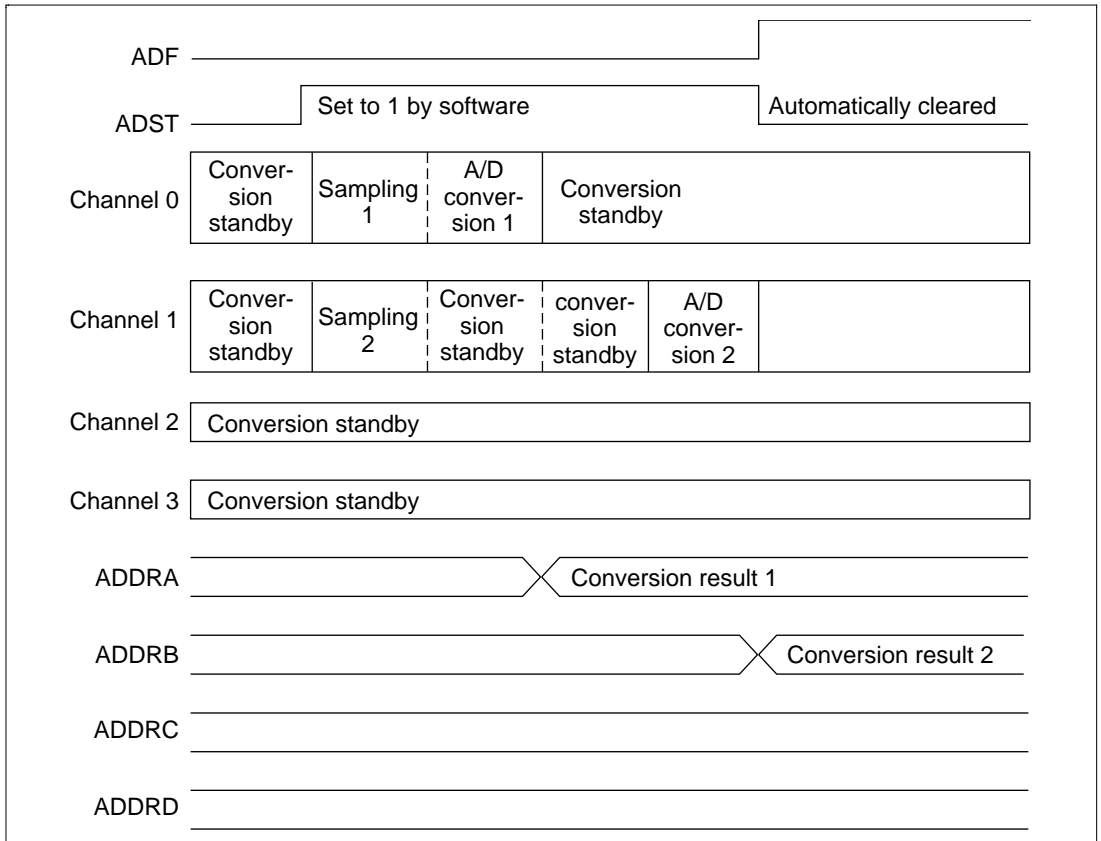 ADF
ADST
Set to 1 by software
Automatically cleared
Channel 0
Conver-
sion
standby
Sampling
1
A/D
conver-
sion 1
Conversion
standby
Channel 1
Conver-
sion
standby
Sampling
2
Conver-
sion
standby
conver-
sion
standby
A/D
conver-
sion 2
Channel 2
Conversion standby
Channel 3
Conversion standby
ADDRA
Conversion result 1
ADDRB
Conversion result 2
ADDRC
ADDRD